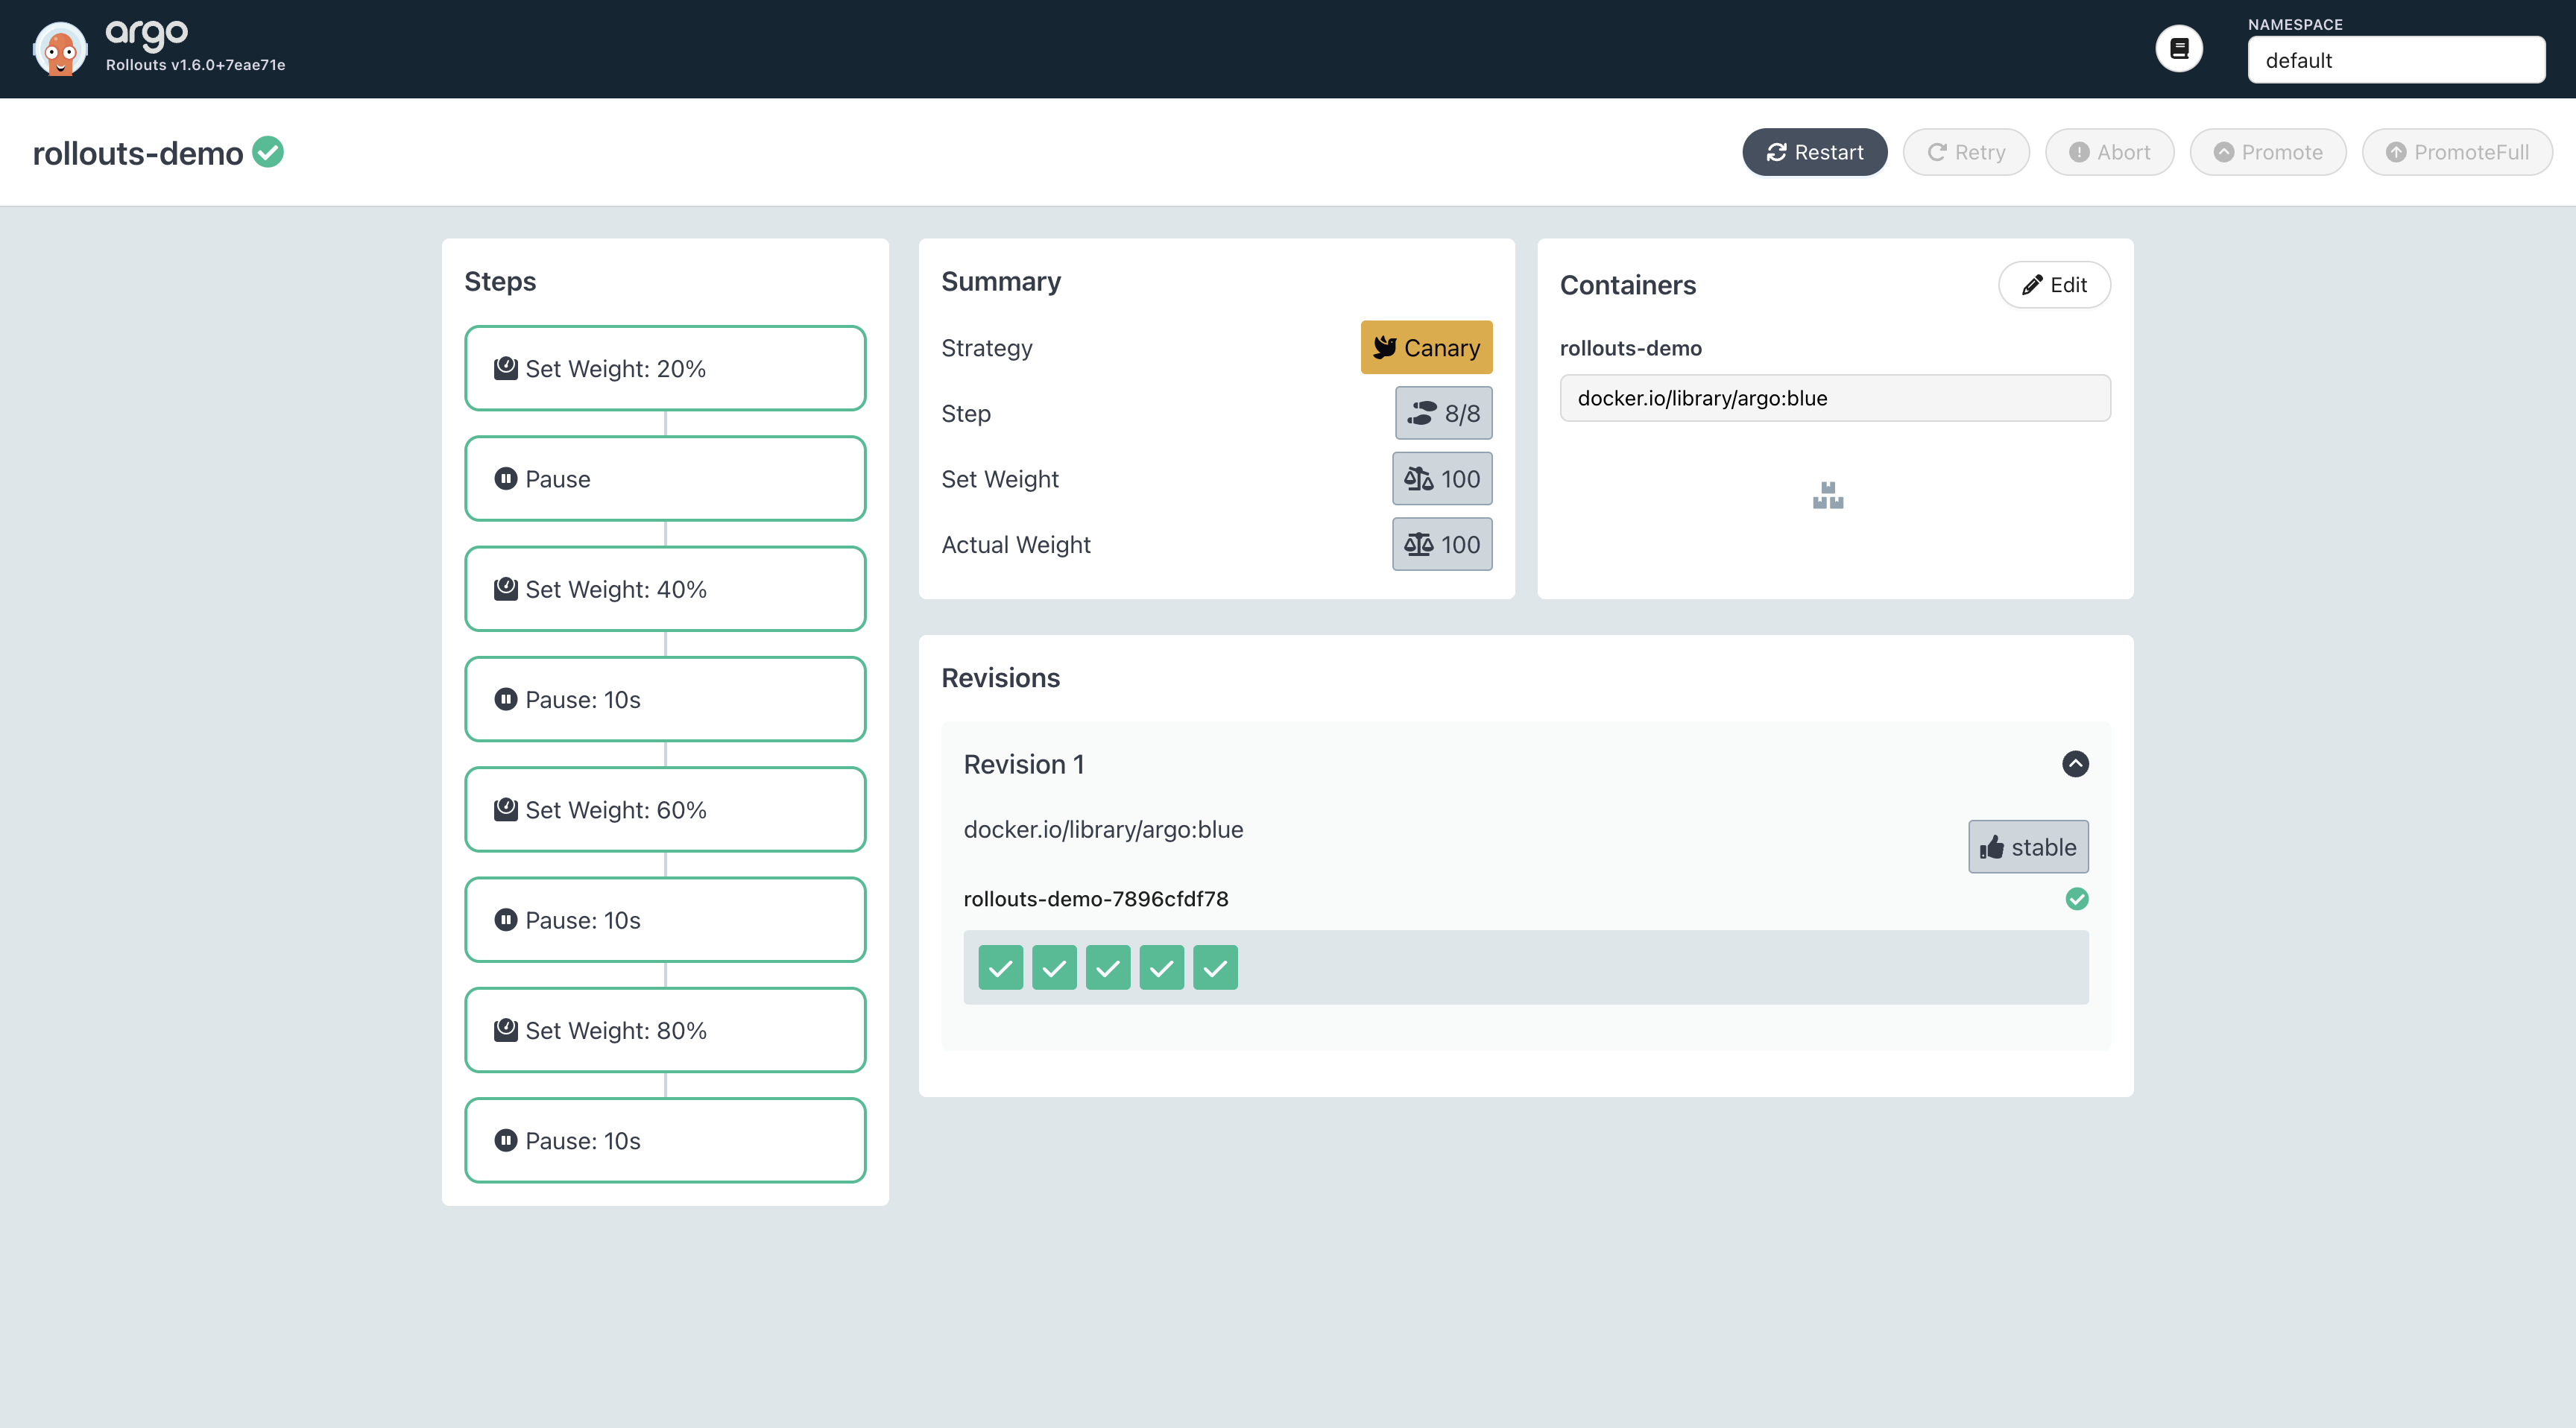 argo
Rollouts v1.6.0+7eae71e
NAMESPACE
default
rollouts-demo
Restart
Retry
Abort
Promote
PromoteFull
Steps
Set Weight: 20%
Pause
Set Weight: 40%
Pause: 10s
Set Weight: 60%
Pause: 10s
Set Weight: 80%
Pause: 10s
Summary
Strategy
Canary
Step
8/8
Set Weight
100
Actual Weight
100
Containers
Edit
rollouts-demo
docker.io/library/argo:blue
Revisions
Revision 1
docker.io/library/argo:blue
stable
rollouts-demo-7896cfdf78